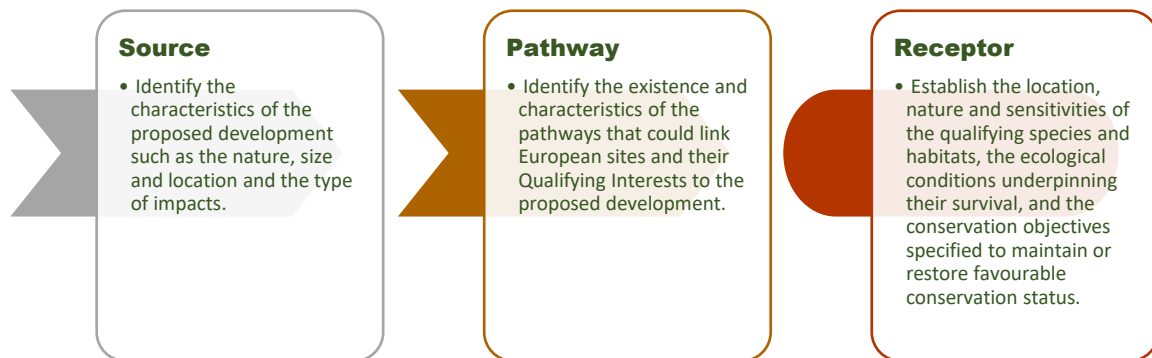 Source
• Identify the
characteristics of the
proposed development
such as the nature, size
and location and the type
of impacts.
Pathway
• Identify the existence and
characteristics of the
pathways that could link
European sites and their
Qualifying Interests to the
proposed development.
Receptor
• Establish the location,
nature and sensitivities of
the qualifying species and
habitats, the ecological
conditions underpinning
their survival, and the
conservation objectives
specified to maintain or
restore favourable
conservation status.